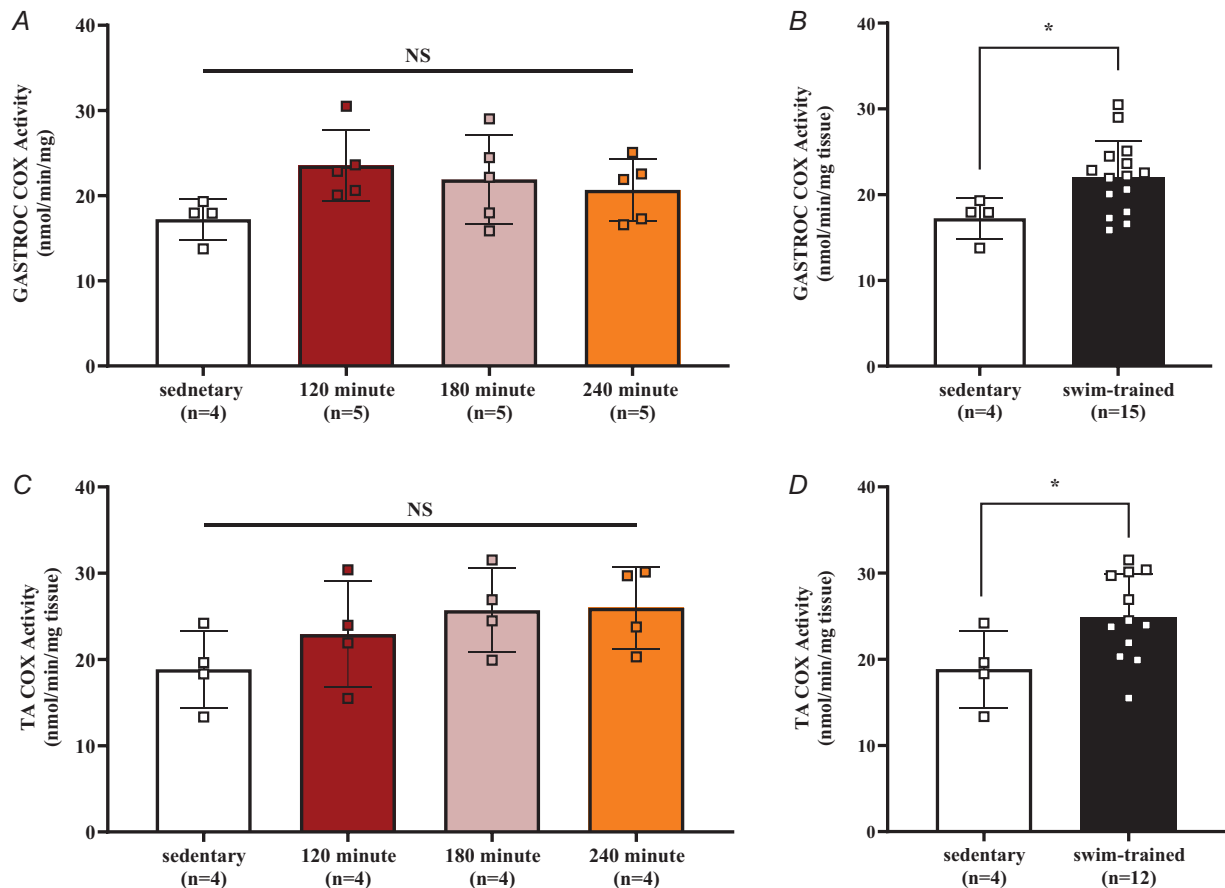 A
GASTROC COX Activity
(nmol/min/mg)
40
30
20
10
0
NS
sednetary
(n=4)
120 minute
(n=5)
180 minute
(n=5)
240 minute
(n=5)
B
GASTROC COX Activity
(nmol/min/mg tissue)
40
30
20
10
0
*
sedentary
(n=4)
swim-trained
(n=15)
C
TA COX Activity
(nmol/min/mg tissue)
40
30
20
10
0
NS
sedentary
(n=4)
120 minute
(n=4)
180 minute
(n=4)
240 minute
(n=4)
D
TA COX Activity
(nmol/min/mg tissue)
40
30
20
10
0
*
sedentary
(n=4)
swim-trained
(n=12)